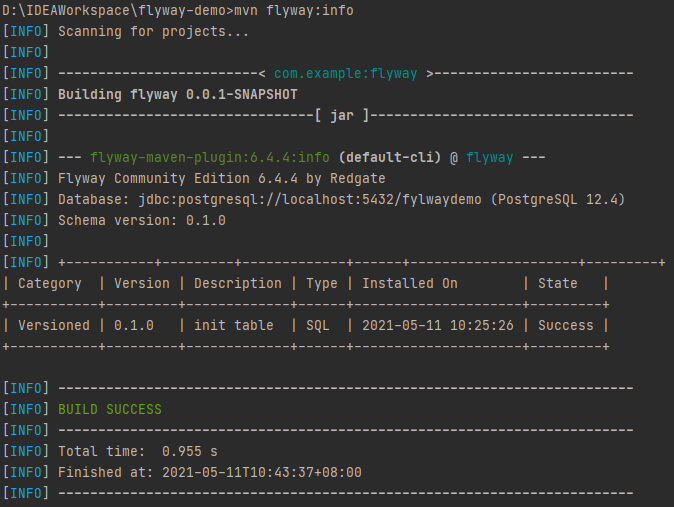 D:\IDEAWorkspace\flyway-demo>mvn flyway:info
[INFO] Scanning for projects...
[INFO]
[INFO] -------------------------< com.example:flyway >-------------------------
[INFO] Building flyway 0.0.1-SNAPSHOT
[INFO] --------------------------------[ jar ]---------------------------------
[INFO]
[INFO] --- flyway-maven-plugin:6.4.4:info (default-cli) @ flyway ---
[INFO] Flyway Community Edition 6.4.4 by Redgate
[INFO] Database: jdbc:postgresql://localhost:5432/fylwaydemo (PostgreSQL 12.4)
[INFO] Schema version: 0.1.0
[INFO]
[INFO] +-----------+---------+-------------+------+---------------------+---------+
| Category  | Version | Description | Type | Installed On        | State   |
+-----------+---------+-------------+------+---------------------+---------+
| Versioned | 0.1.0   | init table  | SQL  | 2021-05-11 10:25:26 | Success |
+-----------+---------+-------------+------+---------------------+---------+
[INFO] ------------------------------------------------------------------------
[INFO] BUILD SUCCESS
[INFO] ------------------------------------------------------------------------
[INFO] Total time:  0.955 s
[INFO] Finished at: 2021-05-11T10:43:37+08:00
[INFO] ------------------------------------------------------------------------